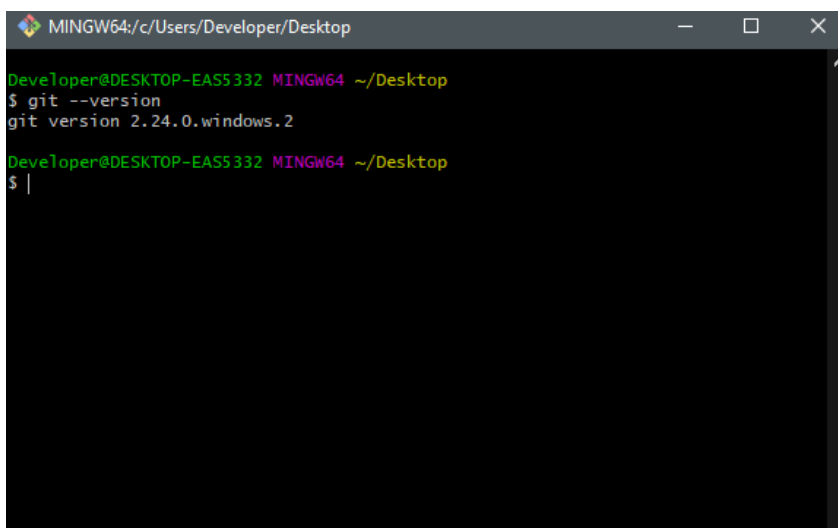 MINGW64:/c/Users/Developer/Desktop
Developer@DESKTOP-EAS5332 MINGW64 ~/Desktop
$ git --version
git version 2.24.0.windows.2
Developer@DESKTOP-EAS5332 MINGW64 ~/Desktop
$